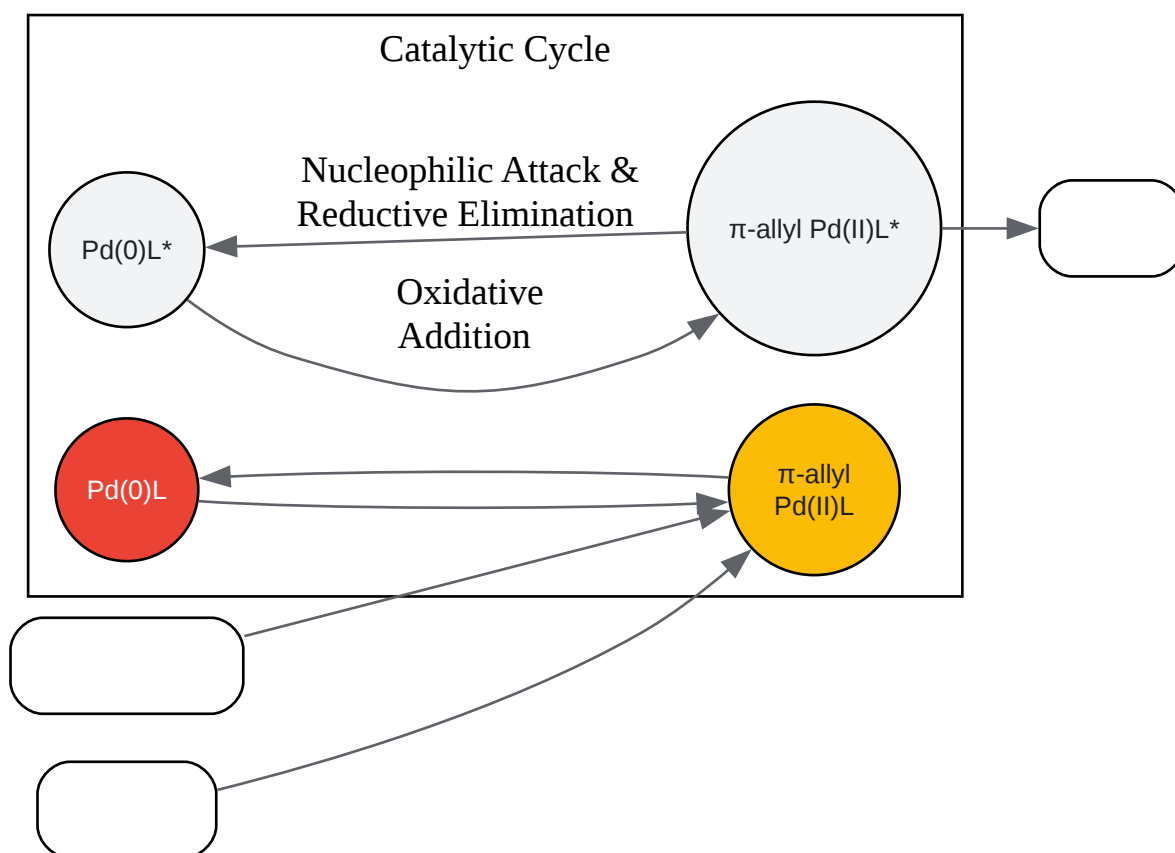 Catalytic Cycle
Nucleophilic Attack &
Reductive Elimination
π-allyl Pd(II)L*
Pd(0)L*
Oxidative
Addition
Pd(0)L
π-allyl
Pd(II)L